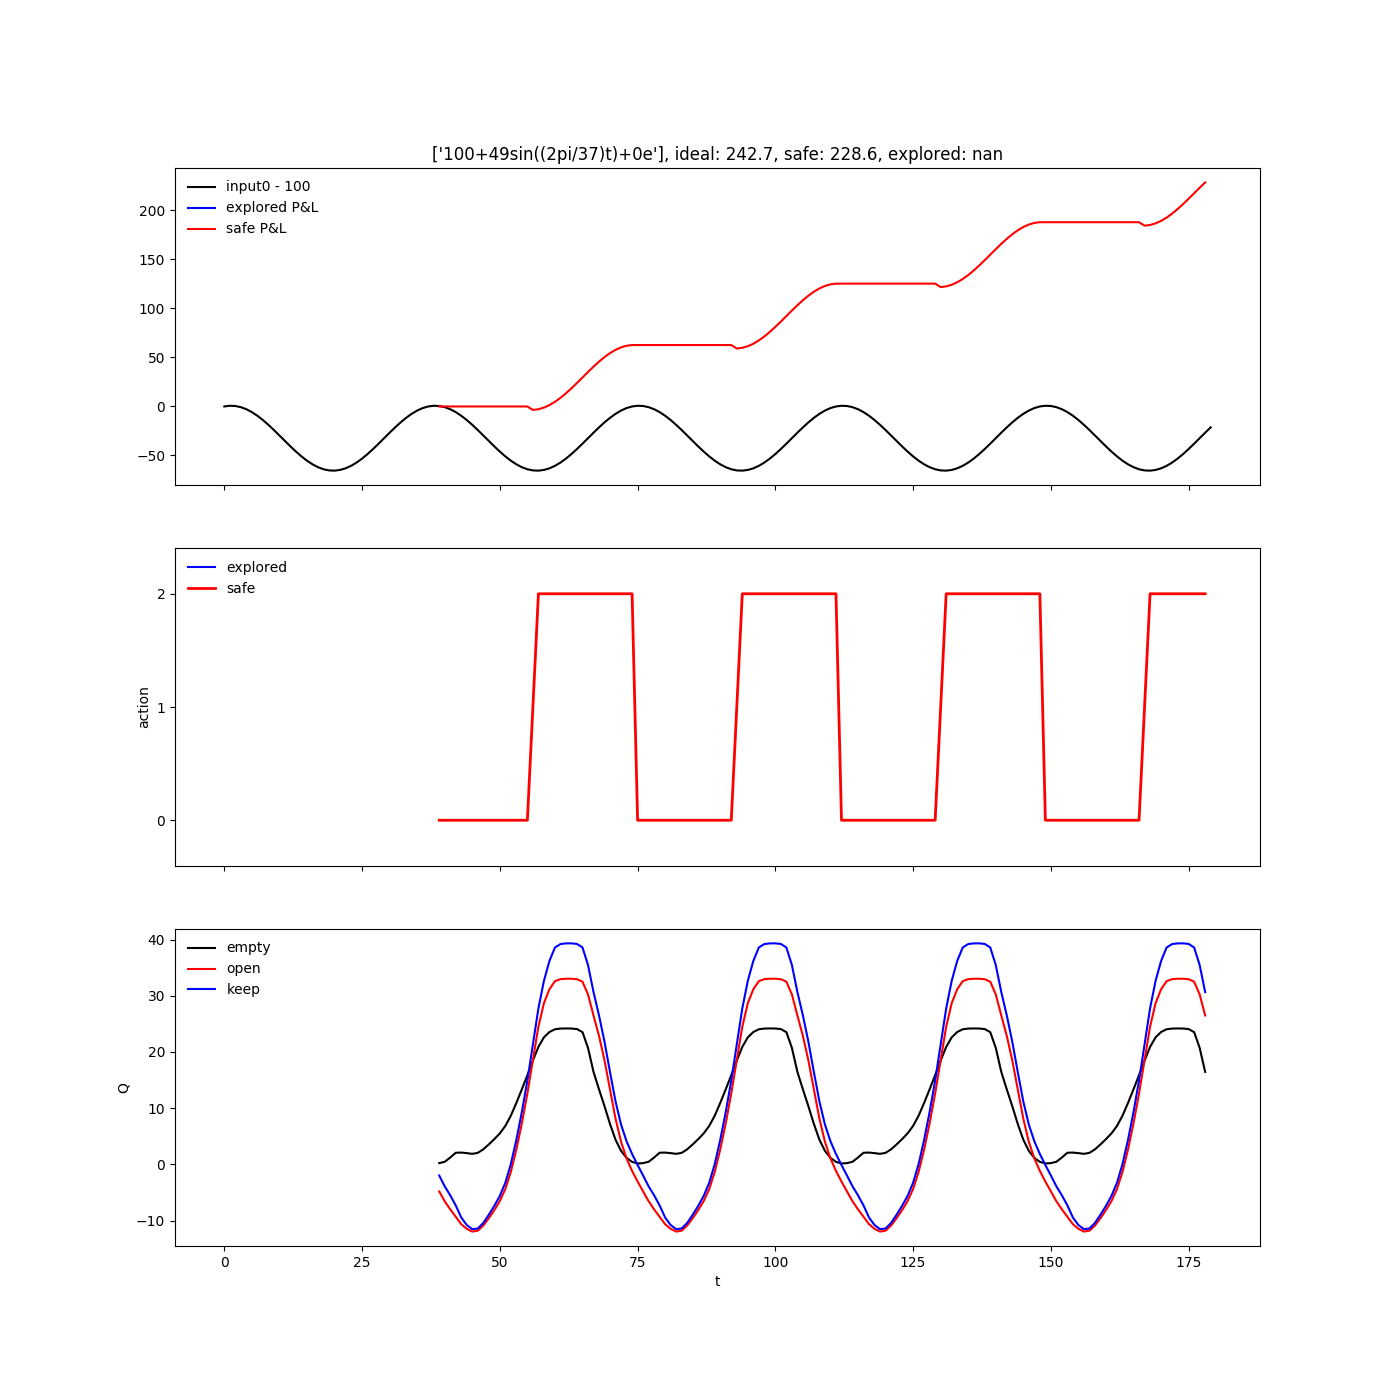 ['100+49sin((2pi/37)t)+0e'], ideal: 242.7, safe: 228.6, explored: nan
input0 - 100
explored P&L
safe P&L
200
150
100
50
0
−50
explored
safe
2
1
0
action
empty
open
keep
40
30
20
10
0
−10
Q
0 25 50 75 100 125 150 175
t